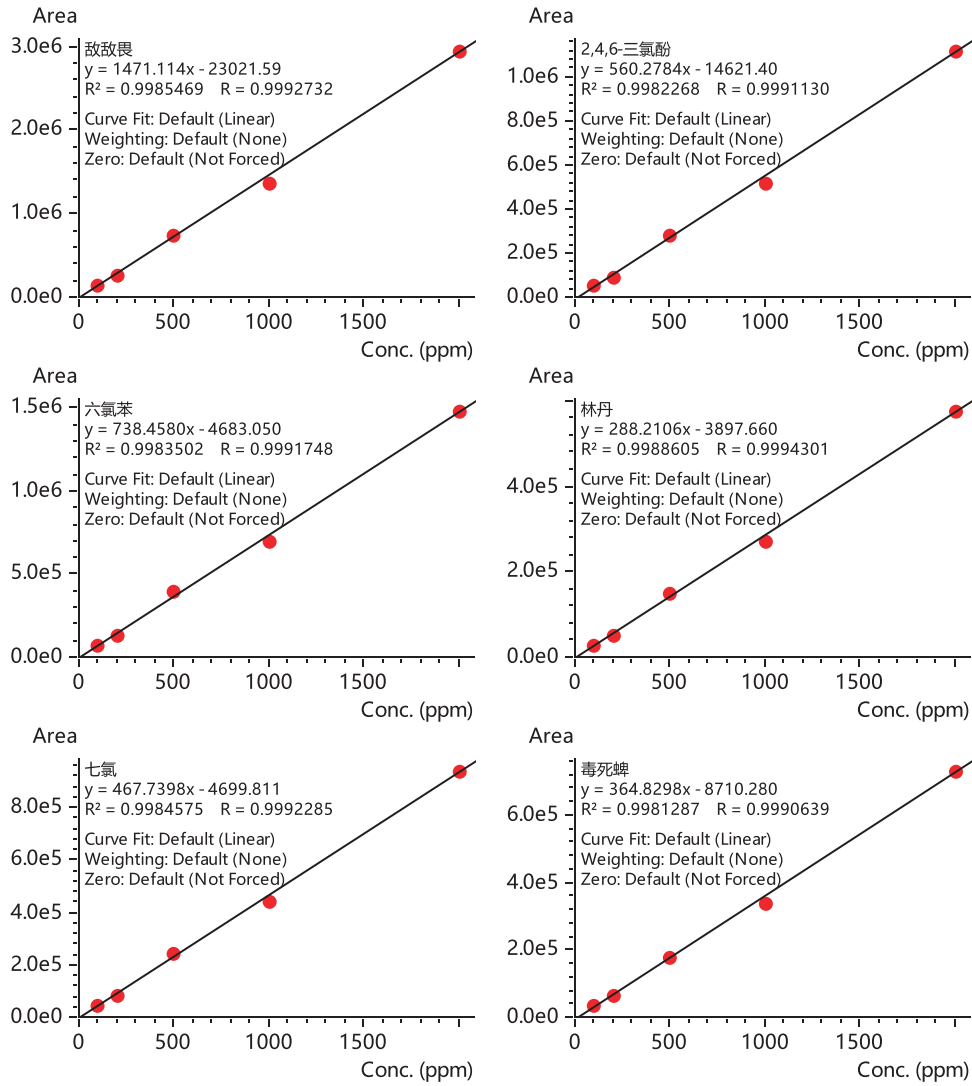 Area
3.0e6
2.0e6
1.0e6
0.0e0
敌敌畏
y = 1471.114x - 23021.59
R² = 0.9985469 R = 0.9992732
Curve Fit: Default (Linear)
Weighting: Default (None)
Zero: Default (Not Forced)
0 500 1000 1500
Conc. (ppm)
Area
1.0e6
8.0e5
6.0e5
4.0e5
2.0e5
0.0e0
2,4,6-三氯酚
y = 560.2784x - 14621.40
R² = 0.9982268 R = 0.9991130
Curve Fit: Default (Linear)
Weighting: Default (None)
Zero: Default (Not Forced)
0 500 1000 1500
Conc. (ppm)
Area
1.5e6
1.0e6
5.0e5
0.0e0
六氯苯
y = 738.4580x - 4683.050
R² = 0.9983502 R = 0.9991748
Curve Fit: Default (Linear)
Weighting: Default (None)
Zero: Default (Not Forced)
0 500 1000 1500
Conc. (ppm)
Area
4.0e5
2.0e5
0.0e0
林丹
y = 288.2106x - 3897.660
R² = 0.9988605 R = 0.9994301
Curve Fit: Default (Linear)
Weighting: Default (None)
Zero: Default (Not Forced)
0 500 1000 1500
Conc. (ppm)
Area
8.0e5
6.0e5
4.0e5
2.0e5
0.0e0
七氯
y = 467.7398x - 4699.811
R² = 0.9984575 R = 0.9992285
Curve Fit: Default (Linear)
Weighting: Default (None)
Zero: Default (Not Forced)
0 500 1000 1500
Conc. (ppm)
Area
6.0e5
4.0e5
2.0e5
0.0e0
毒死蜱
y = 364.8298x - 8710.280
R² = 0.9981287 R = 0.9990639
Curve Fit: Default (Linear)
Weighting: Default (None)
Zero: Default (Not Forced)
0 500 1000 1500
Conc. (ppm)